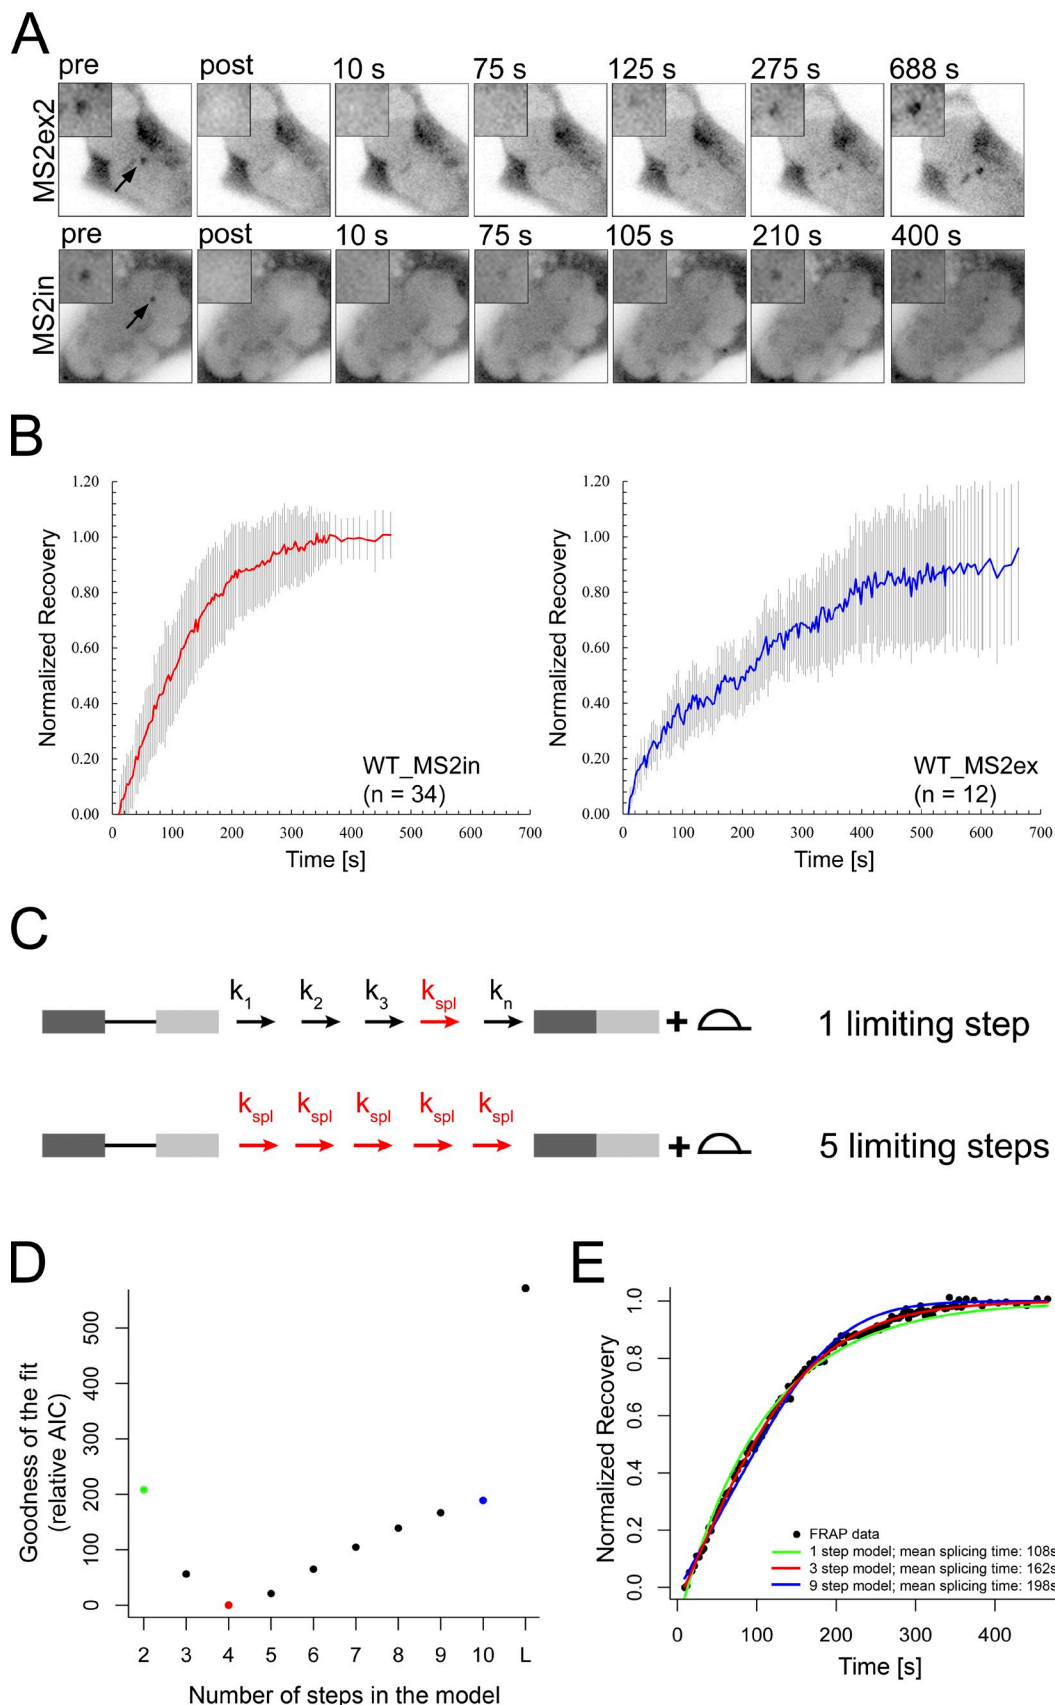 A
pre post 10 s 75 s 125 s 275 s 688 s
MS2ex2
pre post 10 s 75 s 105 s 210 s 400 s
MS2in
B
Normalized Recovery
1.20
1.00
0.80
0.60
0.40
0.20
0.00
WT_MS2in
(n = 34)
0 100 200 300 400 500 600 700
Time [s]
Normalized Recovery
1.20
1.00
0.80
0.60
0.40
0.20
0.00
WT_MS2ex
(n = 12)
0 100 200 300 400 500 600 700
Time [s]
C
k1 k2 k3 kspl kn
+ 1 limiting step
kspl kspl kspl kspl kspl
+ 5 limiting steps
D
Goodness of the fit
(relative AIC)
500
400
300
200
100
0
2 3 4 5 6 7 8 9 10 L
Number of steps in the model
E
Normalized Recovery
1.0
0.8
0.6
0.4
0.2
0.0
FRAP data
1 step model; mean splicing time: 108s
3 step model; mean splicing time: 162s
9 step model; mean splicing time: 198s
0 100 200 300 400
Time [s]